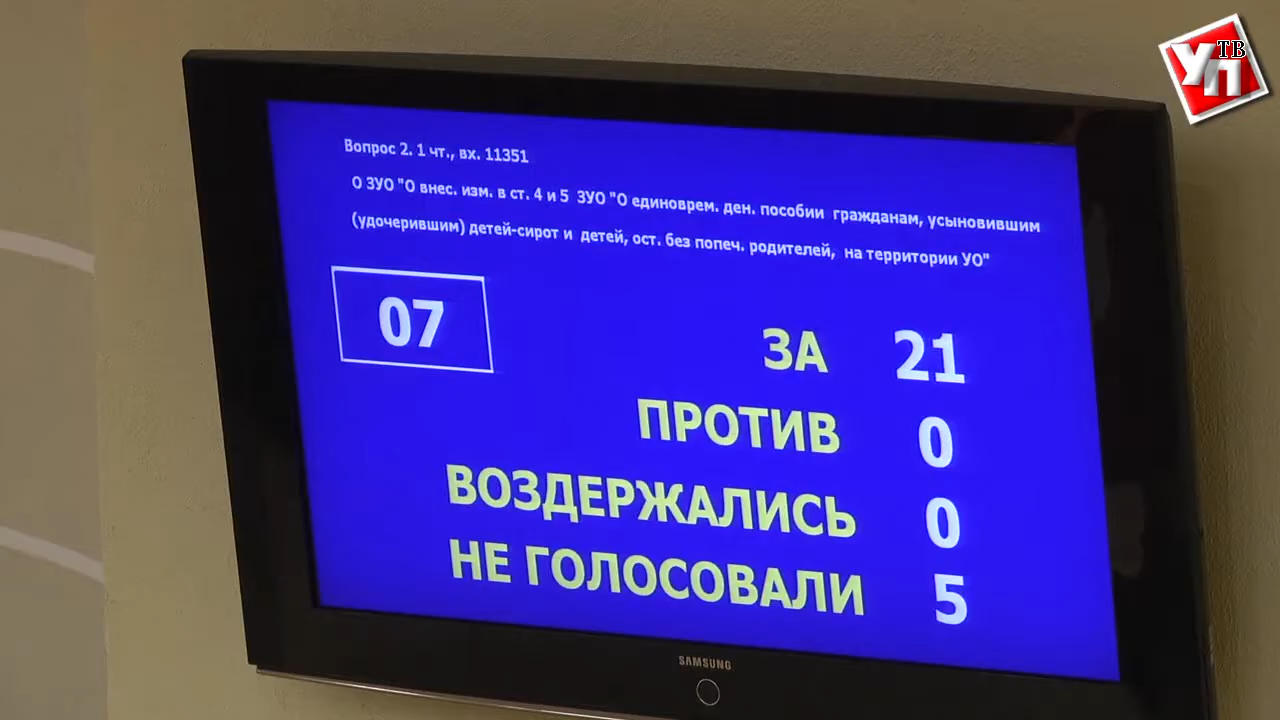 УП ТВ
Вопрос 2. 1 чт., вх. 11351
О ЗУО "О внес. изм. в ст. 4 и 5 ЗУО "О единоврем. ден. пособии гражданам, усыновившим
(удочерившим) детей-сирот и детей, ост. без попеч. родителей, на территории УО"
07
ЗА 21
ПРОТИВ 0
ВОЗДЕРЖАЛИСЬ 0
НЕ ГОЛОСОВАЛИ 5
SAMSUNG